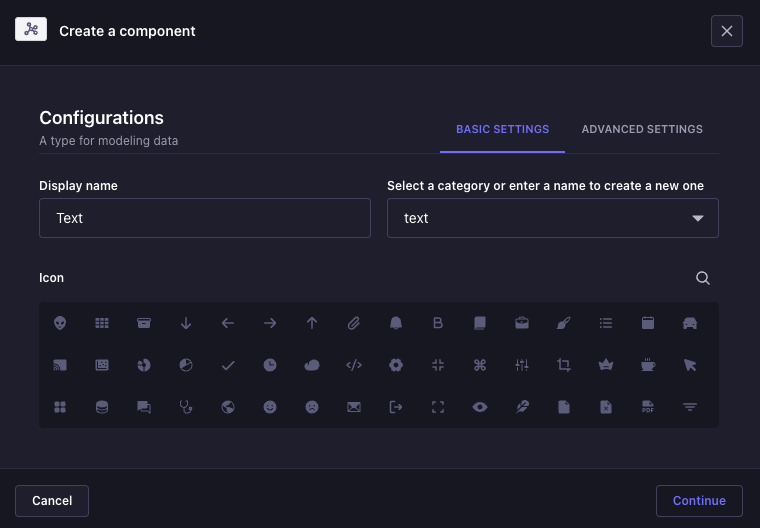 Create a component
Configurations
A type for modeling data
BASIC SETTINGS
ADVANCED SETTINGS
Display name
Text
Select a category or enter a name to create a new one
text
Icon
B
PDF
Cancel
Continue